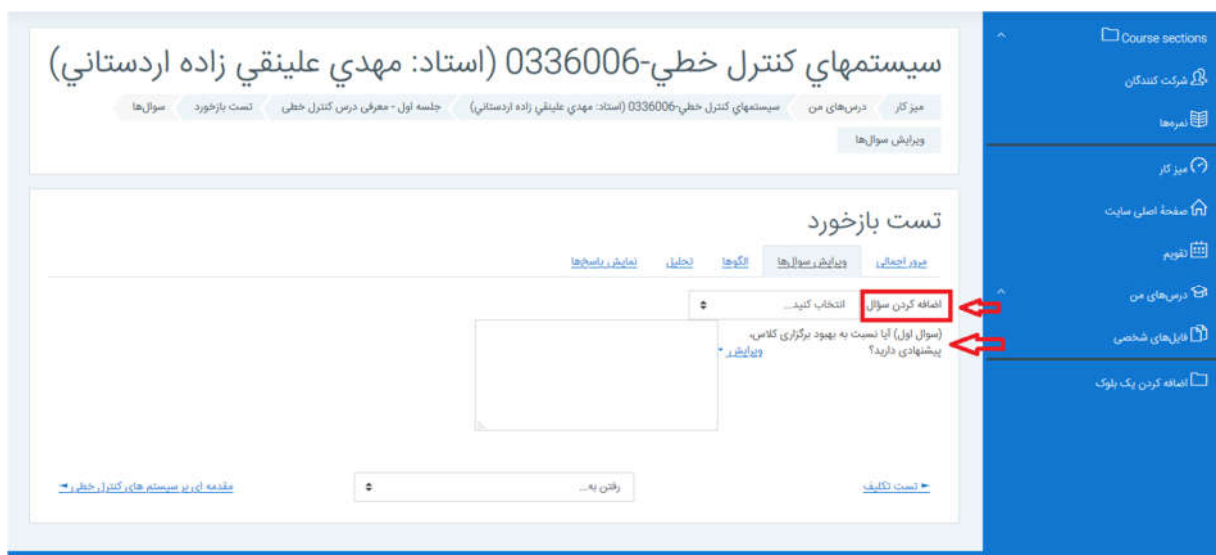 Course sections
شرکت کنندگان
نمره‌ها
میز کار
صفحهٔ اصلی سایت
تقویم
درس‌های من
فایل‌های شخصی
اضافه کردن یک بلوک
سيستمهاي كنترل خطي-0336006 (استاد: مهدي علينقي زاده اردستاني)
میز کار درس‌های من سيستمهاي كنترل خطي-0336006 (استاد: مهدي علينقي زاده اردستاني) جلسه اول - معرفی درس کنترل خطی تست بازخورد سوال‌ها
ویرایش سوال‌ها
تست بازخورد
مرور اجمالی ویرایش سوال‌ها الگوها تحلیل نمایش پاسخ‌ها
اضافه کردن سؤال انتخاب کنید...
(سوال اول) آیا نسبت به بهبود برگزاری کلاس،
پیشنهادی دارید؟ ویرایش
◄ تست تکلیف رفتن به... مقدمه ای بر سیستم های کنترل خطی ►